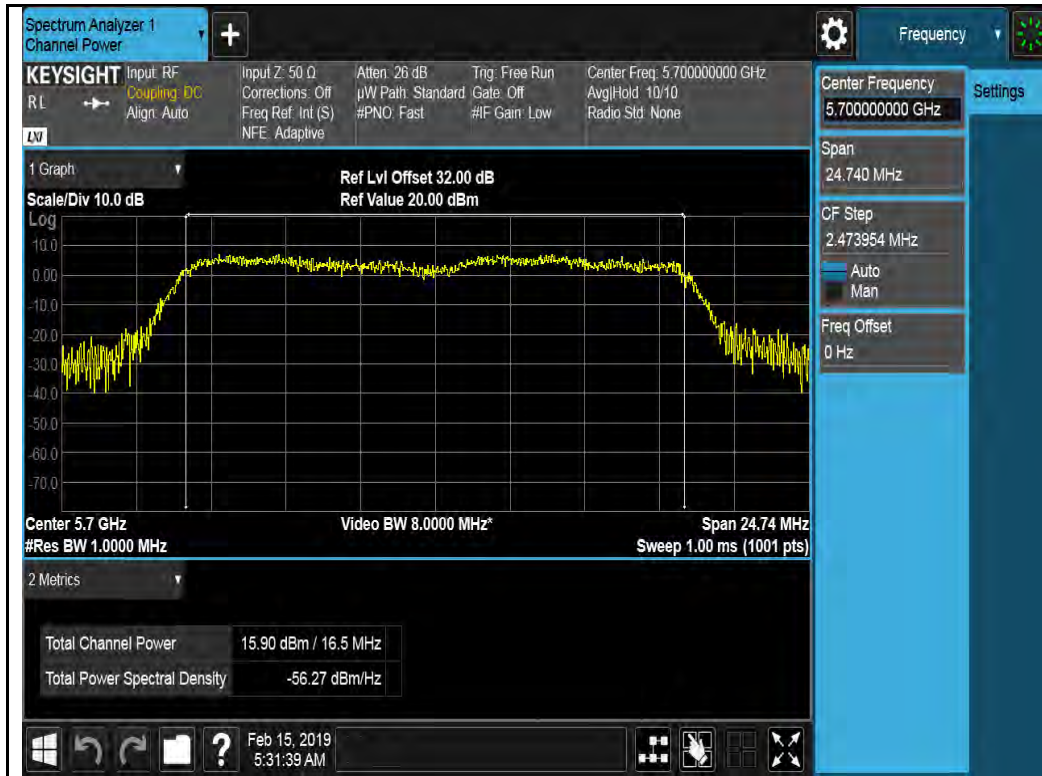 Spectrum Analyzer 1
Channel Power
+
Frequency
KEYSIGHT
R L
LXI
Input: RF
Coupling: DC
Align: Auto
Input Z: 50 Ω
Corrections: Off
Freq Ref: Int (S)
NFE: Adaptive
Atten: 26 dB
µW Path: Standard
#PNO: Fast
Trig: Free Run
Gate: Off
#IF Gain: Low
Center Freq: 5.700000000 GHz
Avg|Hold: 10/10
Radio Std: None
Center Frequency
5.700000000 GHz
Settings
Span
24.740 MHz
CF Step
2.473954 MHz
Auto
Man
Freq Offset
0 Hz
1 Graph
Scale/Div 10.0 dB
Ref Lvl Offset 32.00 dB
Ref Value 20.00 dBm
Log
10.0
0.00
-10.0
-20.0
-30.0
-40.0
-50.0
-60.0
-70.0
Center 5.7 GHz
#Res BW 1.0000 MHz
Video BW 8.0000 MHz*
Span 24.74 MHz
Sweep 1.00 ms (1001 pts)
2 Metrics
Total Channel Power 15.90 dBm / 16.5 MHz
Total Power Spectral Density -56.27 dBm/Hz
?
Feb 15, 2019
5:31:39 AM